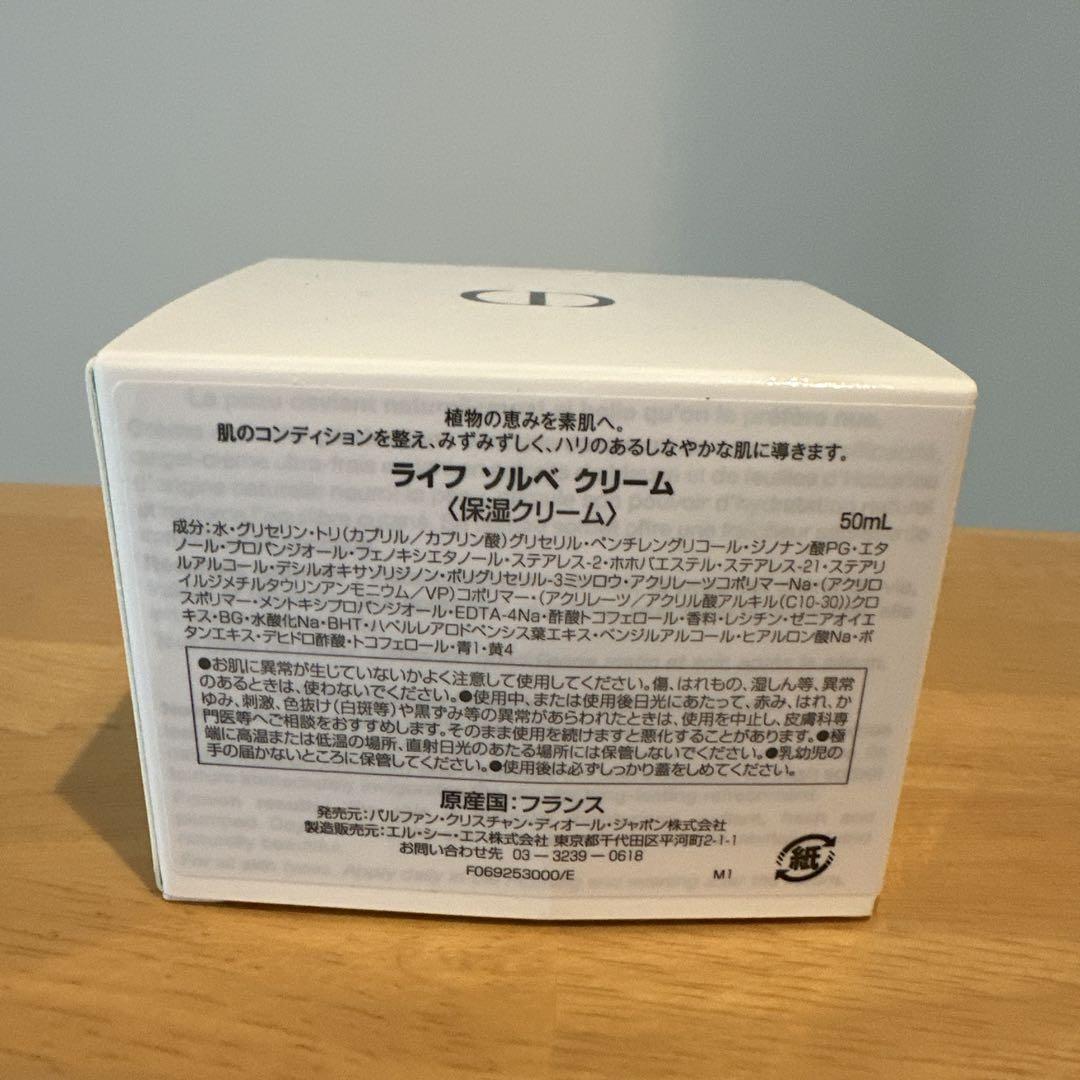 CD
植物の恵みを素肌へ。
肌のコンディションを整え、みずみずしく、ハリのあるしなやかな肌に導きます。
ライフ ソルベ クリーム
〈保湿クリーム〉
50mL
成分:水・グリセリン・トリ(カプリル/カプリン酸)グリセリル・ペンチレングリコール・ジノナン酸PG・エタ
ノール・プロパンジオール・フェノキシエタノール・ステアレス-2・ホホバエステル・ステアレス-21・ステアリ
ルアルコール・デシルオキサゾリジノン・ポリグリセリル-3ミツロウ・アクリレーツコポリマーNa・(アクリロ
イルジメチルタウリンアンモニウム/VP)コポリマー・(アクリレーツ/アクリル酸アルキル(C10-30))クロ
スポリマー・メントキシプロパンジオール・EDTA-4Na・酢酸トコフェロール・香料・レシチン・ゼニアオイエ
キス・BG・水酸化Na・BHT・ハベルレアロドペンシス葉エキス・ベンジルアルコール・ヒアルロン酸Na・ボ
タンエキス・デヒドロ酢酸・トコフェロール・青1・黄4
●お肌に異常が生じていないかよく注意して使用してください。傷、はれもの、湿しん等、異常
のあるときは、使わないでください。●使用中、または使用後日光にあたって、赤み、はれ、か
ゆみ、刺激、色抜け(白斑等)や黒ずみ等の異常があらわれたときは、使用を中止し、皮膚科専
門医等へご相談をおすすめします。そのまま使用を続けますと悪化することがあります。●極
端に高温または低温の場所、直射日光のあたる場所には保管しないでください。●乳幼児の
手の届かないところに保管してください。●使用後は必ずしっかり蓋をしめてください。
原産国:フランス
発売元:パルファン・クリスチャン・ディオール・ジャポン株式会社
製造販売元:エル・シー・エス株式会社 東京都千代田区平河町2-1-1
お問い合わせ先 03-3239-0618
F069253000/E
M1
紙